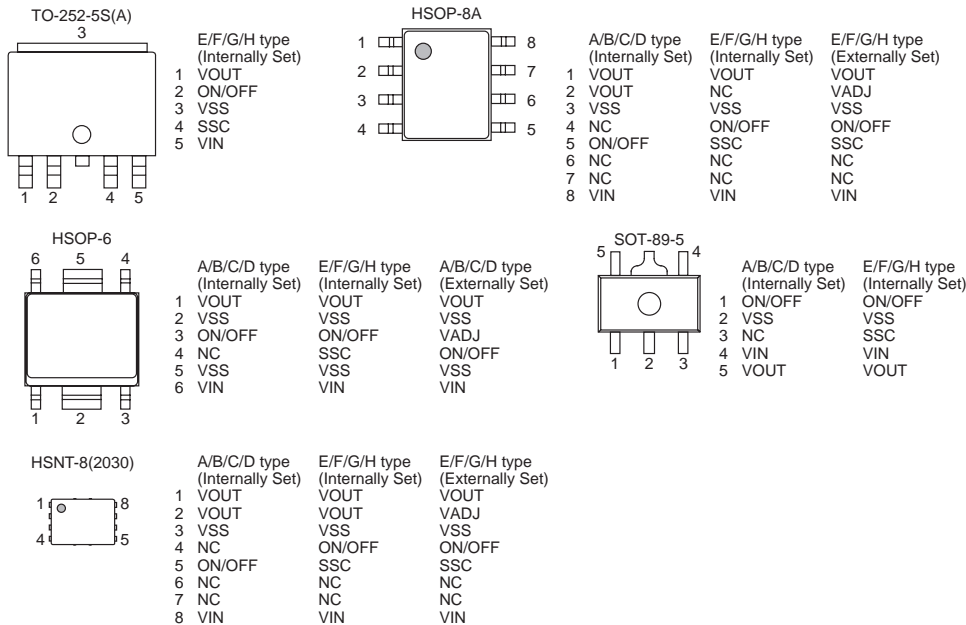 TO-252-5S(A)
3
1 2 4 5
E/F/G/H type
(Internally Set)
1 VOUT
2 ON/OFF
3 VSS
4 SSC
5 VIN
HSOP-8A
1 8
2 7
3 6
4 5
A/B/C/D type E/F/G/H type E/F/G/H type
(Internally Set) (Internally Set) (Externally Set)
1 VOUT VOUT VOUT
2 VOUT NC VADJ
3 VSS VSS VSS
4 NC ON/OFF ON/OFF
5 ON/OFF SSC SSC
6 NC NC NC
7 NC NC NC
8 VIN VIN VIN
HSOP-6
6 5 4
1 2 3
A/B/C/D type E/F/G/H type A/B/C/D type
(Internally Set) (Internally Set) (Externally Set)
1 VOUT VOUT VOUT
2 VSS VSS VSS
3 ON/OFF ON/OFF VADJ
4 NC SSC ON/OFF
5 VSS VSS VSS
6 VIN VIN VIN
SOT-89-5
5 4
1 2 3
A/B/C/D type E/F/G/H type
(Internally Set) (Internally Set)
1 ON/OFF ON/OFF
2 VSS VSS
3 NC SSC
4 VIN VIN
5 VOUT VOUT
HSNT-8(2030)
1 8
4 5
A/B/C/D type E/F/G/H type E/F/G/H type
(Internally Set) (Internally Set) (Externally Set)
1 VOUT VOUT VOUT
2 VOUT VOUT VADJ
3 VSS VSS VSS
4 NC ON/OFF ON/OFF
5 ON/OFF SSC SSC
6 NC NC NC
7 NC NC NC
8 VIN VIN VIN